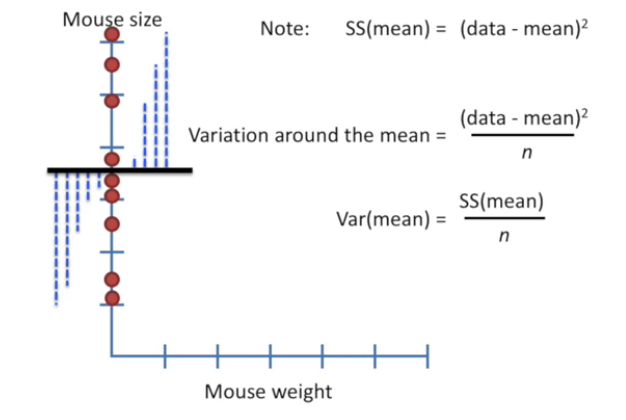 Mouse size
Note: SS(mean) = (data - mean)²
Variation around the mean = (data - mean)²
n
Var(mean) = SS(mean)
n
Mouse weight